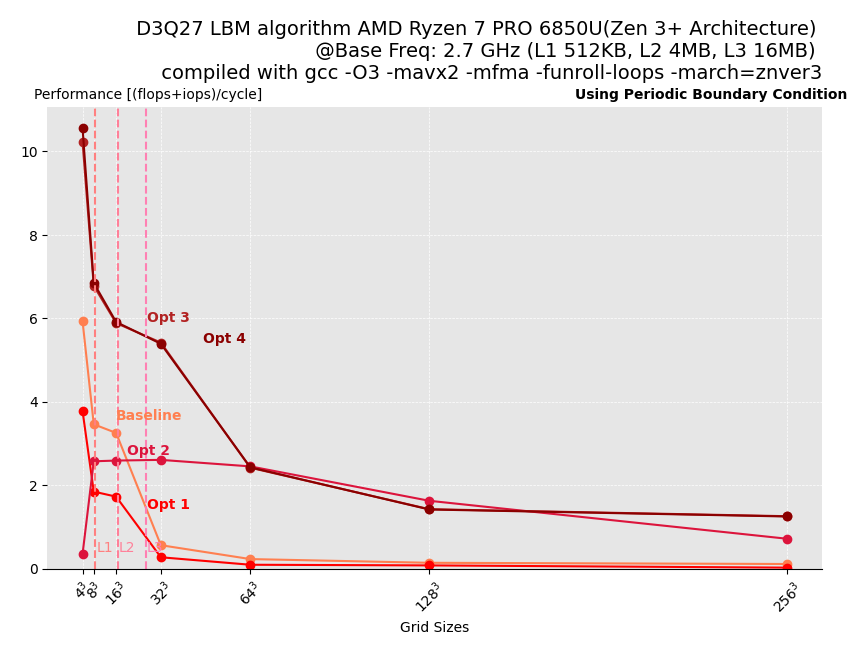 D3Q27 LBM algorithm AMD Ryzen 7 PRO 6850U(Zen 3+ Architecture)
@Base Freq: 2.7 GHz (L1 512KB, L2 4MB, L3 16MB)
compiled with gcc -O3 -mavx2 -mfma -funroll-loops -march=znver3
Performance [(flops+iops)/cycle]
Using Periodic Boundary Condition
10
8
6
4
2
0
Opt 3
Opt 4
Baseline
Opt 2
Opt 1
L1
L2
4³
8³
16³
32³
64³
128³
256³
Grid Sizes